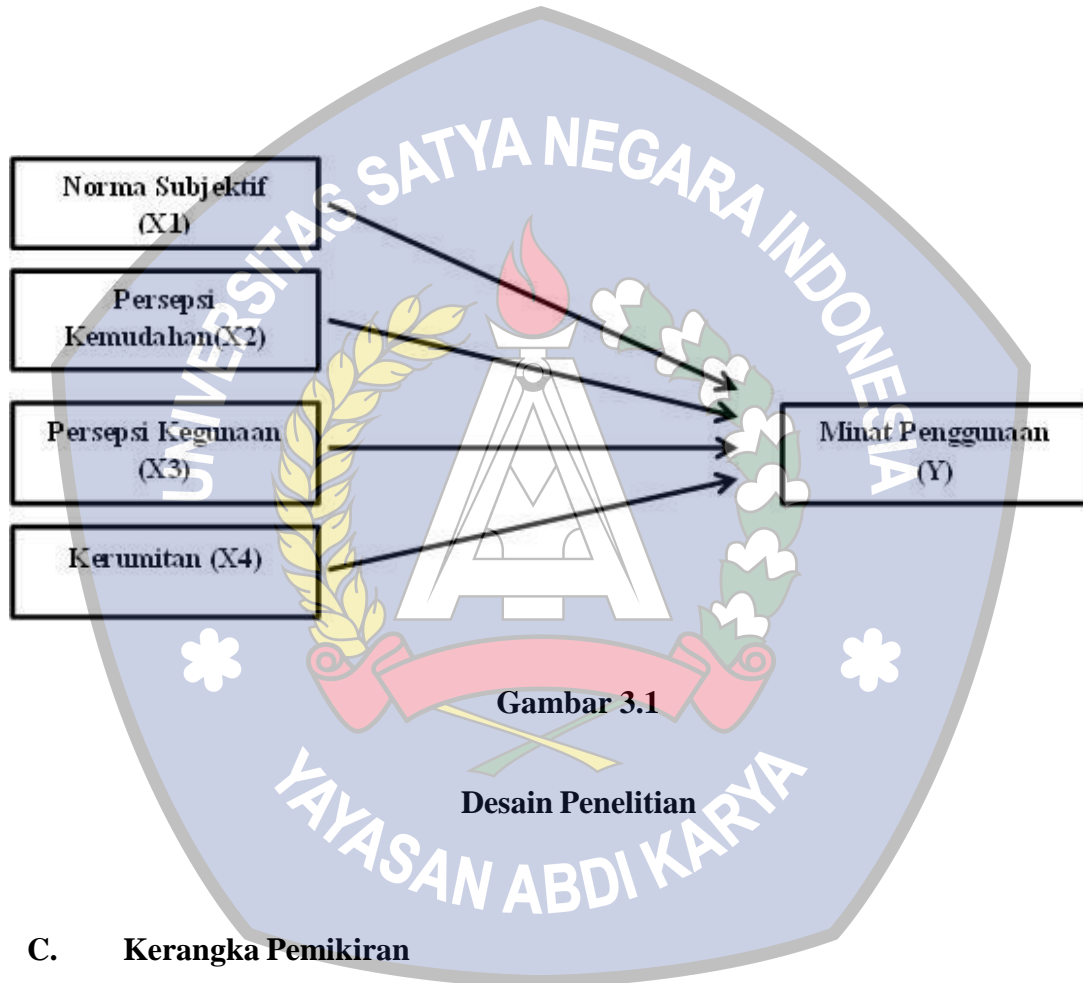 UNIVERSITAS SATYA NEGARA INDONESIA
Norma Subjektif
(X1)
Persepsi
Kemudahan(X2)
Persepsi Kegunaan
(X3)
Kerumitan (X4)
Minat Penggunaan
(Y)
Gambar 3.1
Desain Penelitian
YAYASAN ABDI KARYA
C. Kerangka Pemikiran